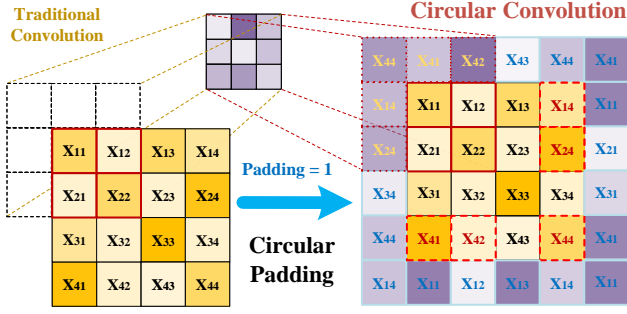 Traditional
Convolution
Circular Convolution
X11 X12 X13 X14
X21 X22 X23 X24
X31 X32 X33 X34
X41 X42 X43 X44
Padding = 1
Circular
Padding
X44 X41 X42 X43 X44 X41
X14 X11 X12 X13 X14 X11
X24 X21 X22 X23 X24 X21
X34 X31 X32 X33 X34 X31
X44 X41 X42 X43 X44 X11
X14 X11 X12 X13 X14 X11